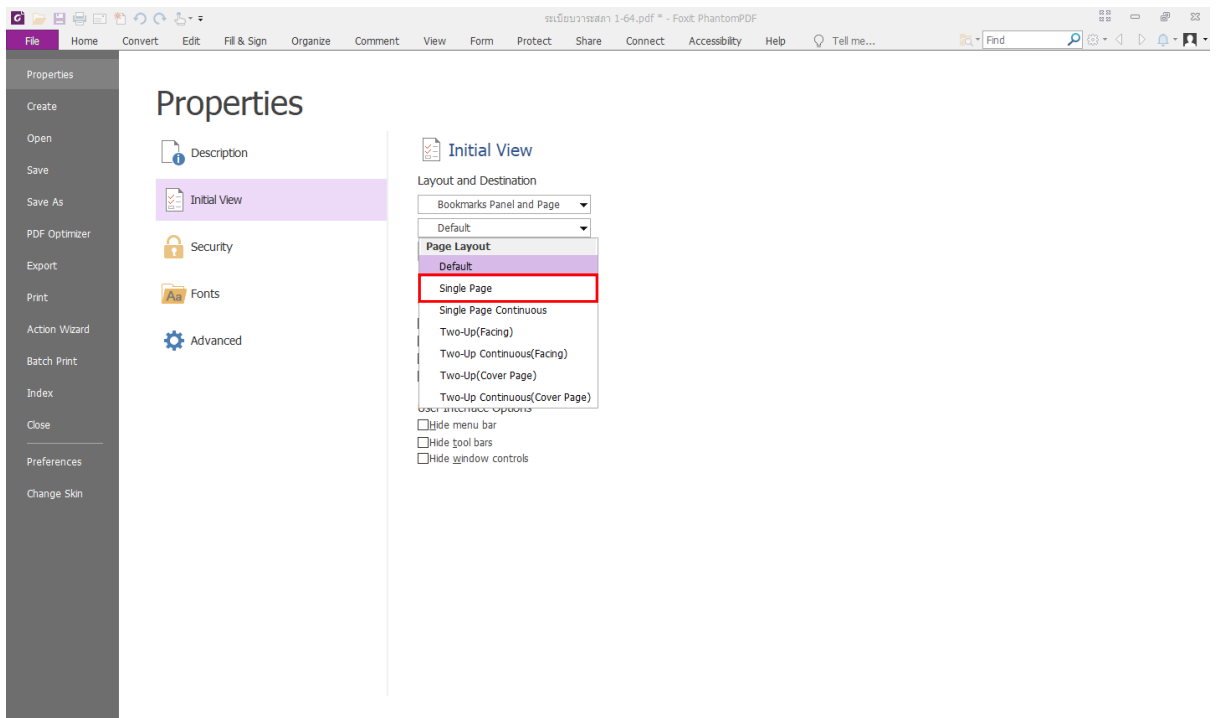 ระเบียบวาระสภา 1-64.pdf * - Foxit PhantomPDF
File Home Convert Edit Fill & Sign Organize Comment View Form Protect Share Connect Accessibility Help Tell me... Find
Properties
Create
Open
Save
Save As
PDF Optimizer
Export
Print
Action Wizard
Batch Print
Index
Close
Preferences
Change Skin
Properties
Description
Initial View
Security
Fonts
Advanced
Initial View
Layout and Destination
Bookmarks Panel and Page
Default
Page Layout
Default
Single Page
Single Page Continuous
Two-Up(Facing)
Two-Up Continuous(Facing)
Two-Up(Cover Page)
Two-Up Continuous(Cover Page)
User Interface Options
Hide menu bar
Hide tool bars
Hide window controls